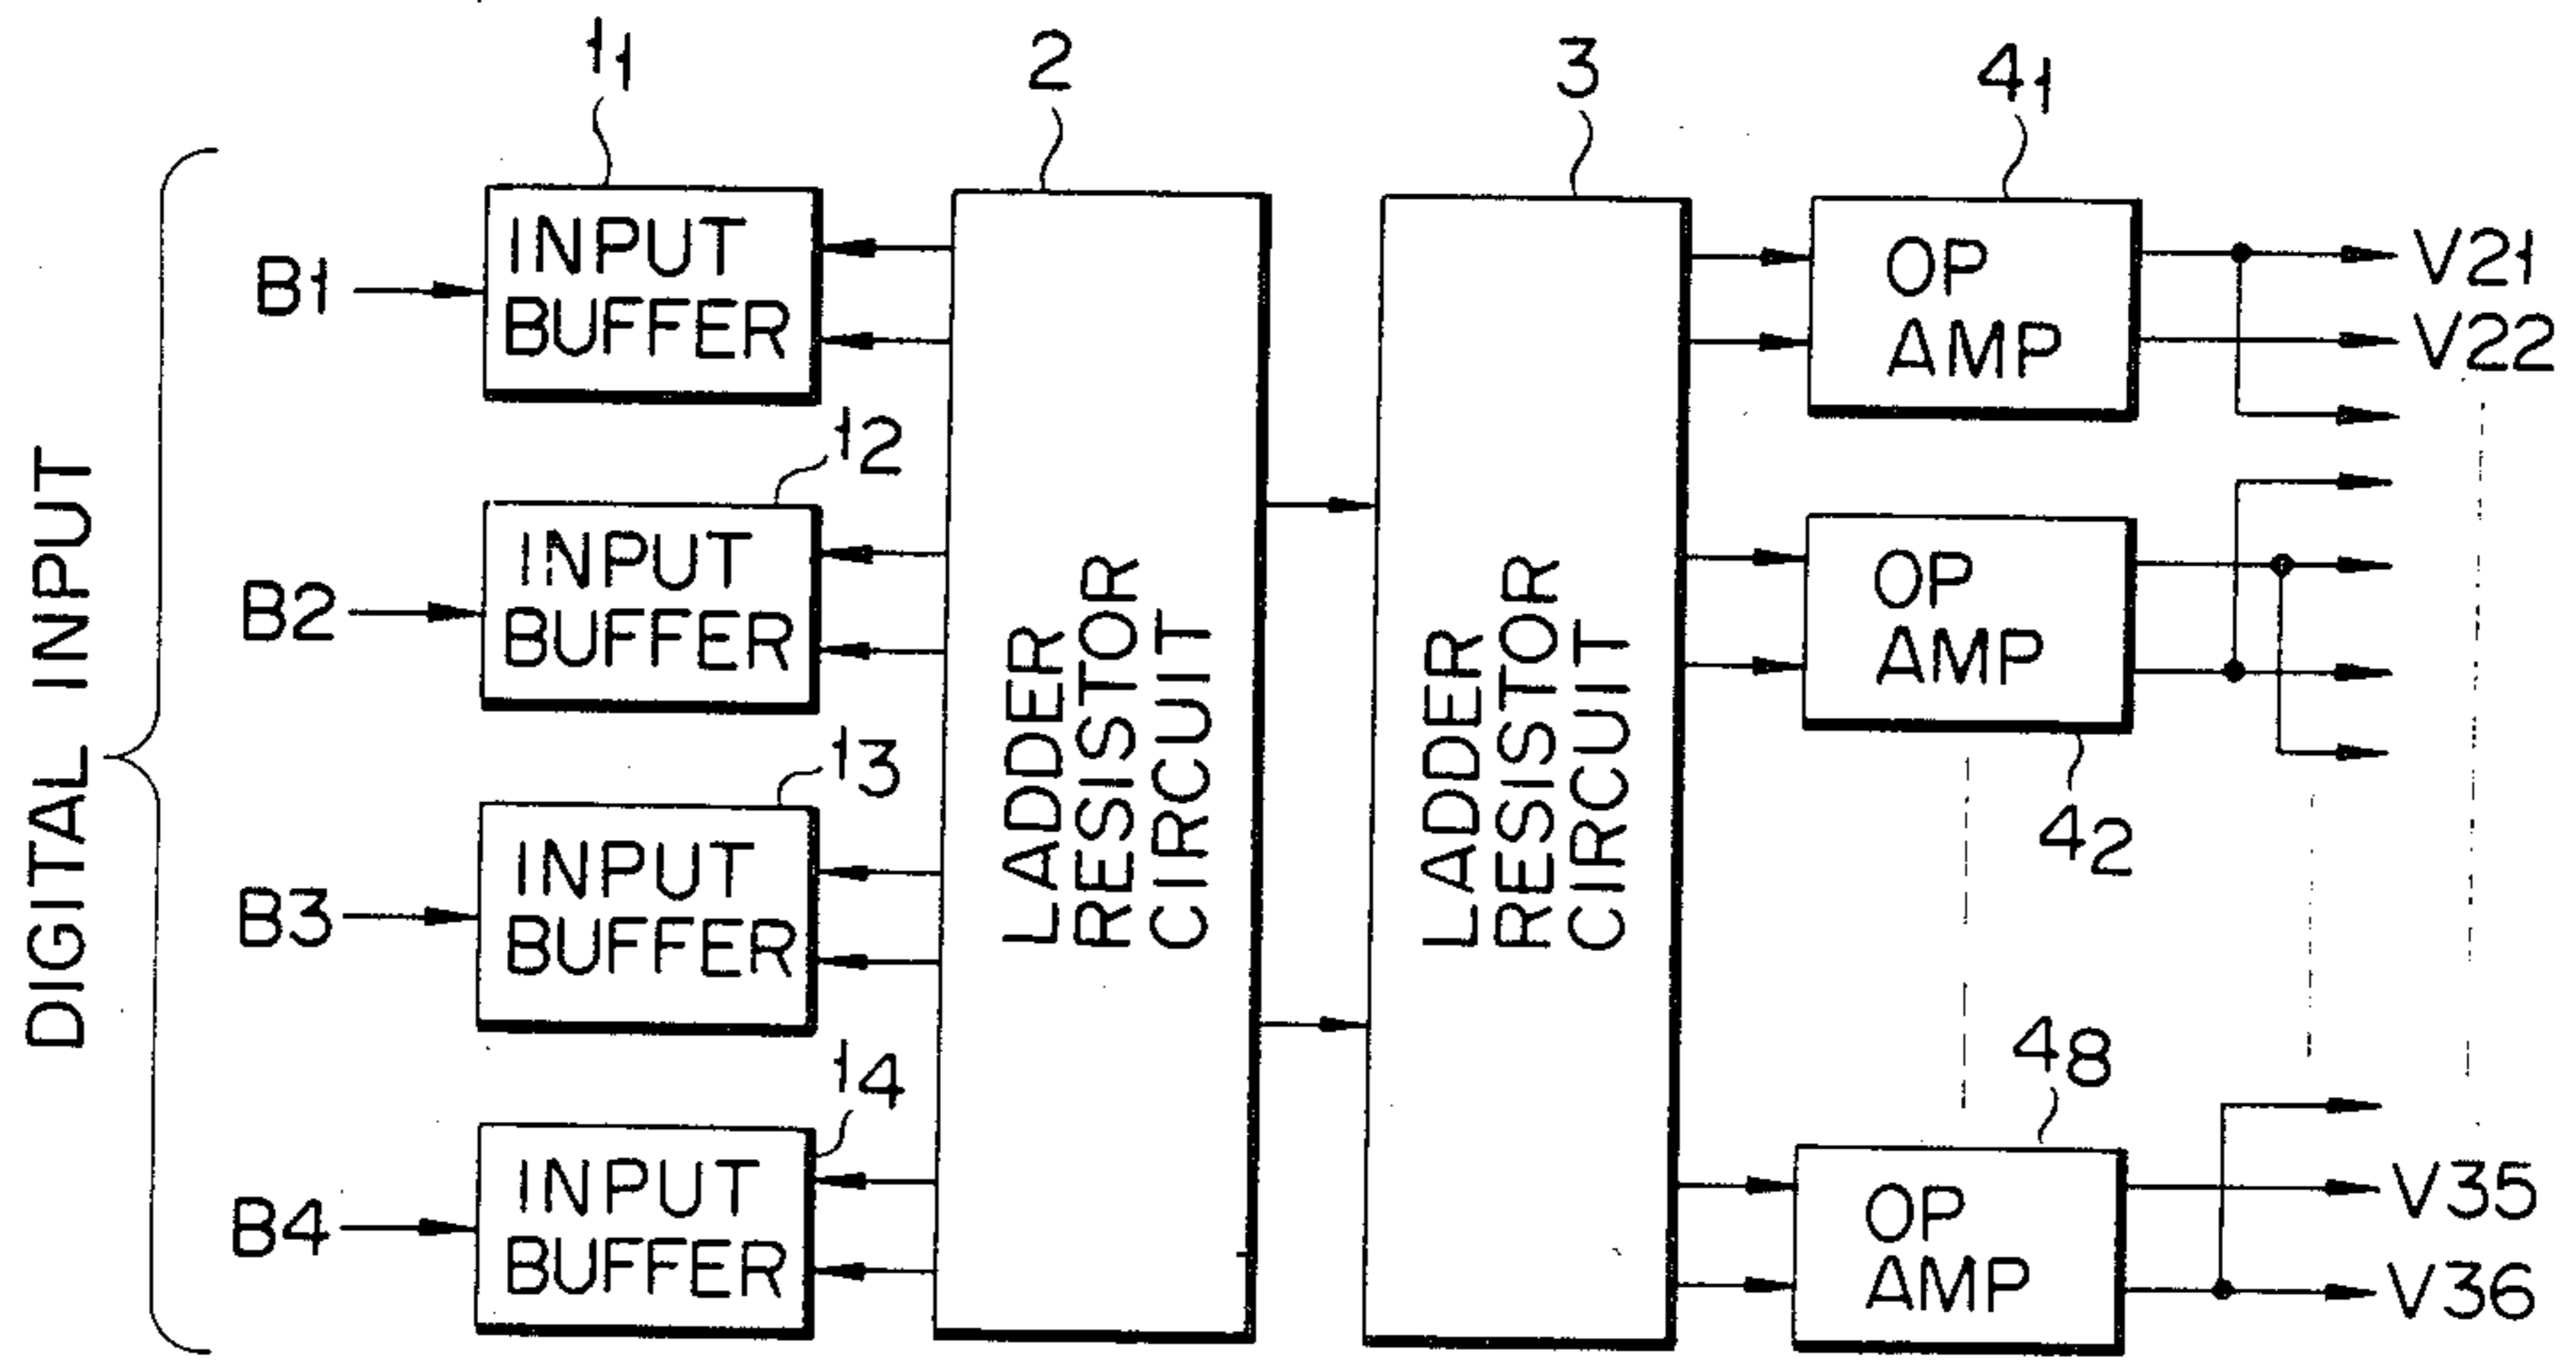 DIGITAL INPUT
B1
B2
B3
B4
1₁
INPUT
BUFFER
1₂
INPUT
BUFFER
1₃
INPUT
BUFFER
1₄
INPUT
BUFFER
2
LADDER
RESISTOR
CIRCUIT
3
LADDER
RESISTOR
CIRCUIT
4₁
OP
AMP
4₂
OP
AMP
4₈
OP
AMP
V21
V22
V35
V36